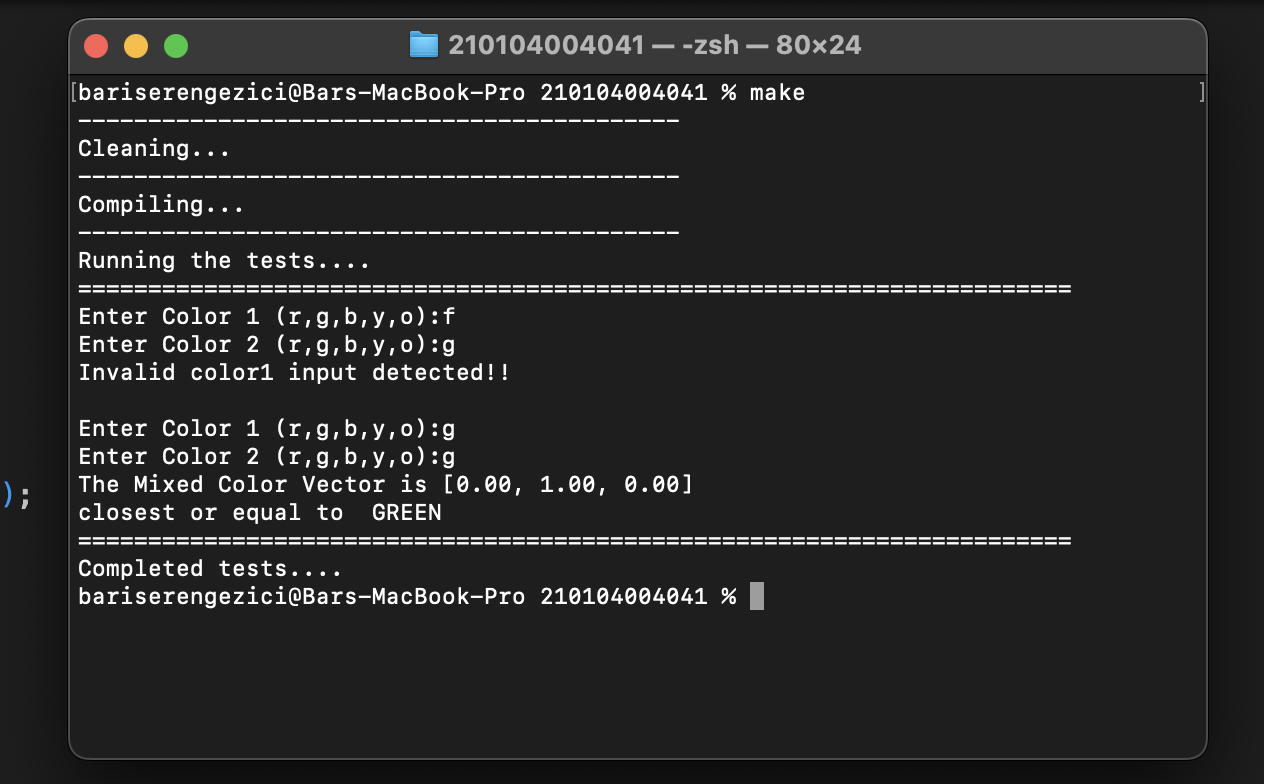 210104004041 — -zsh — 80×24
[bariserengezici@Bars-MacBook-Pro 210104004041 % make ]
-------------------------------------------
Cleaning...
-------------------------------------------
Compiling...
-------------------------------------------
Running the tests....
=======================================================================
Enter Color 1 (r,g,b,y,o):f
Enter Color 2 (r,g,b,y,o):g
Invalid color1 input detected!!
Enter Color 1 (r,g,b,y,o):g
Enter Color 2 (r,g,b,y,o):g
);
The Mixed Color Vector is [0.00, 1.00, 0.00]
closest or equal to  GREEN
=======================================================================
Completed tests....
bariserengezici@Bars-MacBook-Pro 210104004041 %